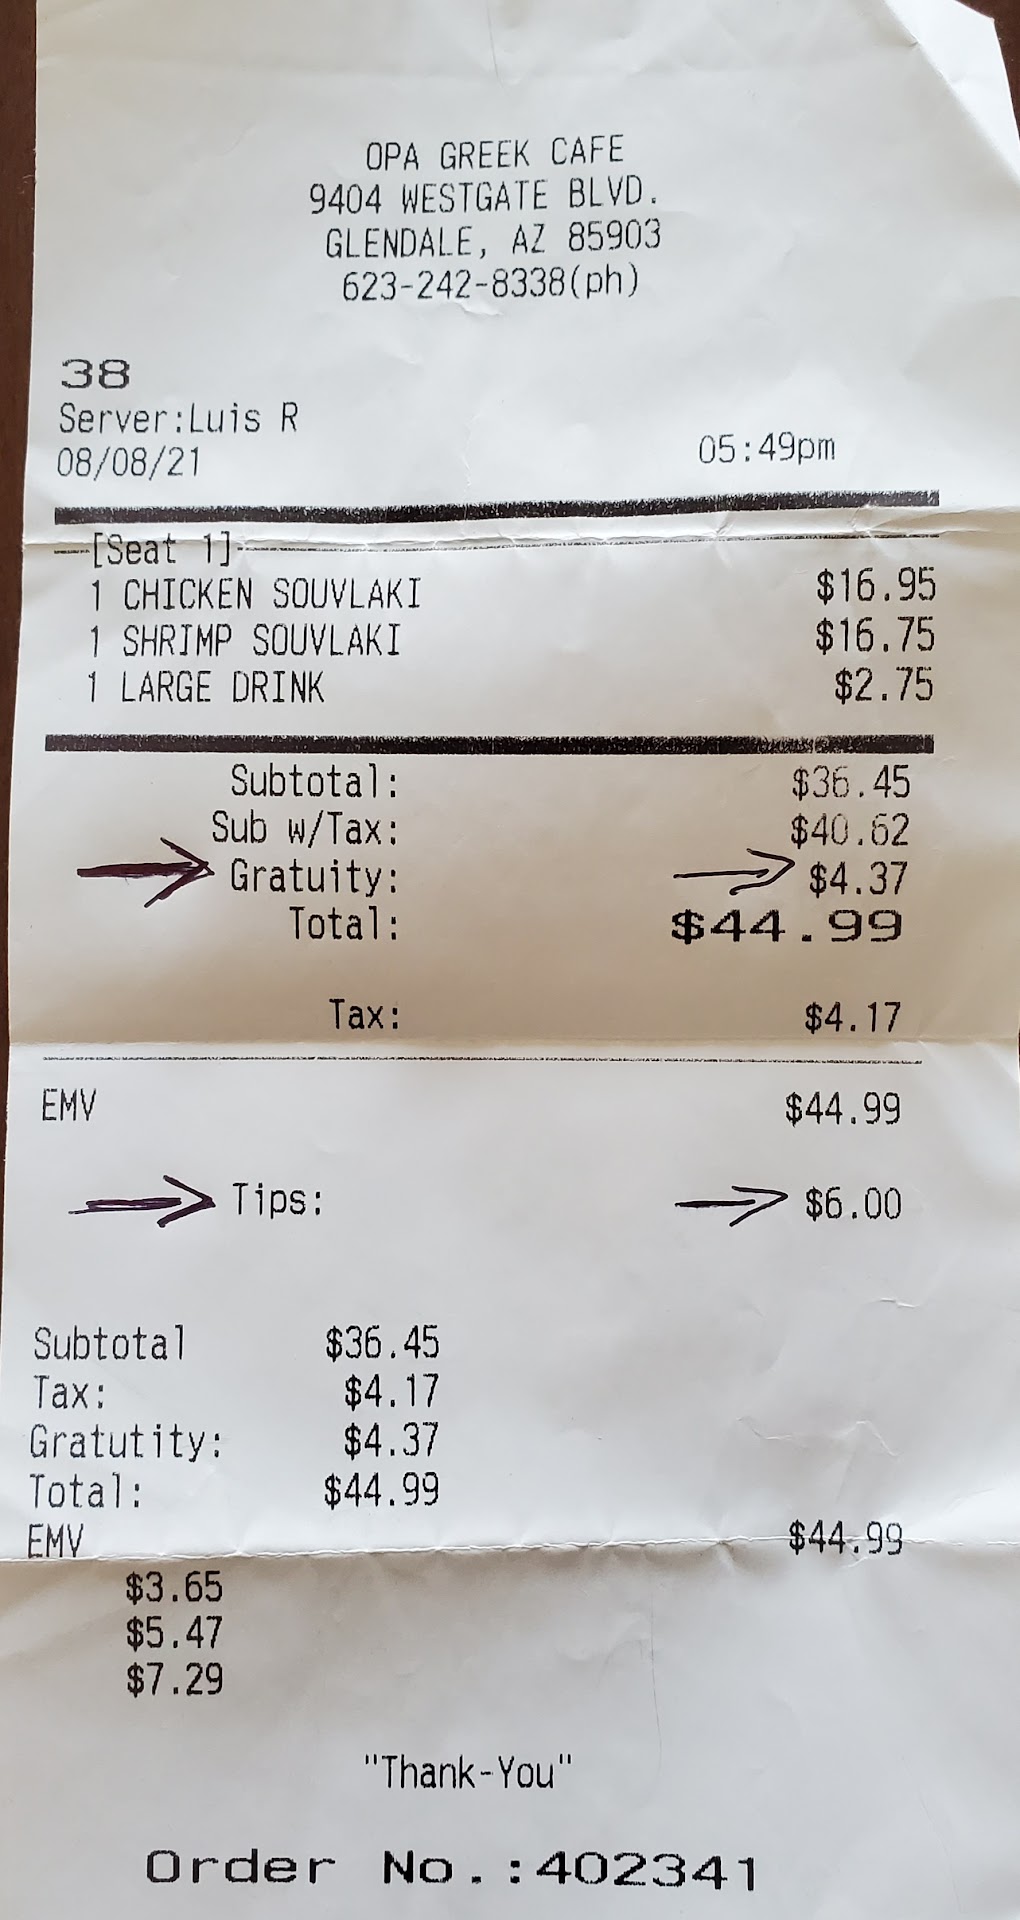 OPA GREEK CAFE
9404 WESTGATE BLVD.
GLENDALE, AZ 85903
623-242-8338(ph)
38
Server:Luis R
08/08/21 05:49pm
[Seat 1]
1 CHICKEN SOUVLAKI $16.95
1 SHRIMP SOUVLAKI $16.75
1 LARGE DRINK $2.75
Subtotal: $36.45
Sub w/Tax: $40.62
Gratuity: $4.37
Total: $44.99
Tax: $4.17
EMV $44.99
Tips: $6.00
Subtotal $36.45
Tax: $4.17
Gratutity: $4.37
Total: $44.99
EMV $44.99
$3.65
$5.47
$7.29
"Thank-You"
Order No.:402341